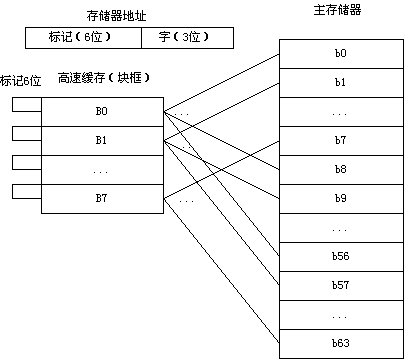 存储器地址
主存储器
标记(6位) 字(3位)
标记6位 高速缓存(块框)
B0
B1
...
B7
...
...
...
b0
b1
...
b7
b8
b9
...
b56
b57
...
b63